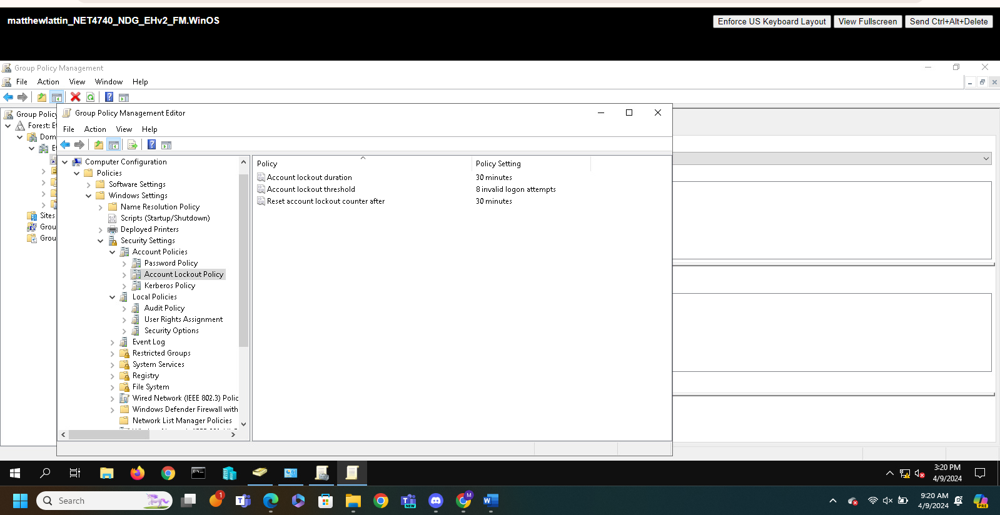 matthewlattin_NET4740_NDG_EHv2_FM.WinOS
Enforce US Keyboard Layout
View Fullscreen
Send Ctrl+Alt+Delete
Group Policy Management
File Action View Window Help
Group Policy
Forest: Et
Dom
Et
Sites
Grou
Grou
Group Policy Management Editor
File Action View Help
Computer Configuration
Policies
Software Settings
Windows Settings
Name Resolution Policy
Scripts (Startup/Shutdown)
Deployed Printers
Security Settings
Account Policies
Password Policy
Account Lockout Policy
Kerberos Policy
Local Policies
Audit Policy
User Rights Assignment
Security Options
Event Log
Restricted Groups
System Services
Registry
File System
Wired Network (IEEE 802.3) Polic
Windows Defender Firewall with
Network List Manager Policies
Policy Policy Setting
Account lockout duration 30 minutes
Account lockout threshold 8 invalid logon attempts
Reset account lockout counter after 30 minutes
3:20 PM
4/9/2024
Search
1
NEW
M
9:20 AM
4/9/2024
PRE